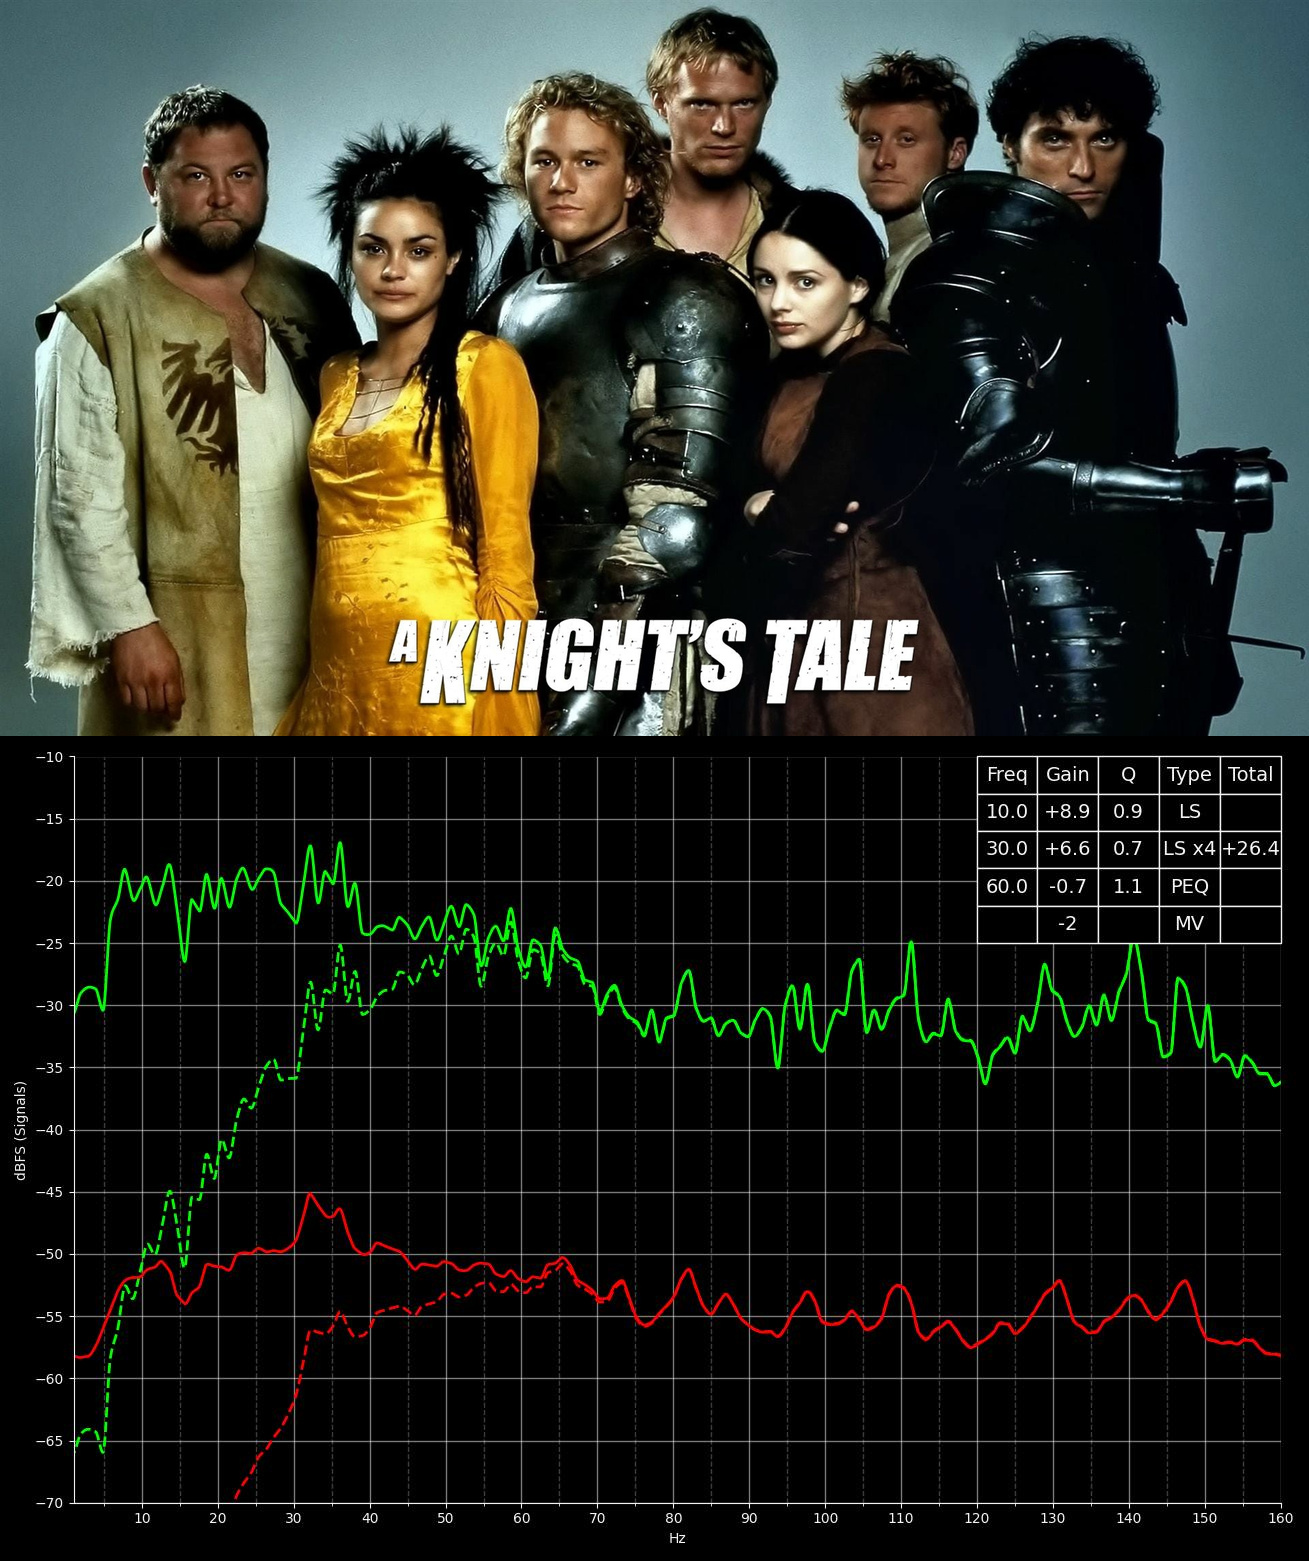 A KNIGHT'S TALE
Freq Gain Q Type Total
10.0 +8.9 0.9 LS
30.0 +6.6 0.7 LS x4 +26.4
60.0 -0.7 1.1 PEQ
-2 MV
−10
−15
−20
−25
−30
−35
−40
−45
−50
−55
−60
−65
−70
dBFS (Signals)
10 20 30 40 50 60 70 80 90 100 110 120 130 140 150 160
Hz